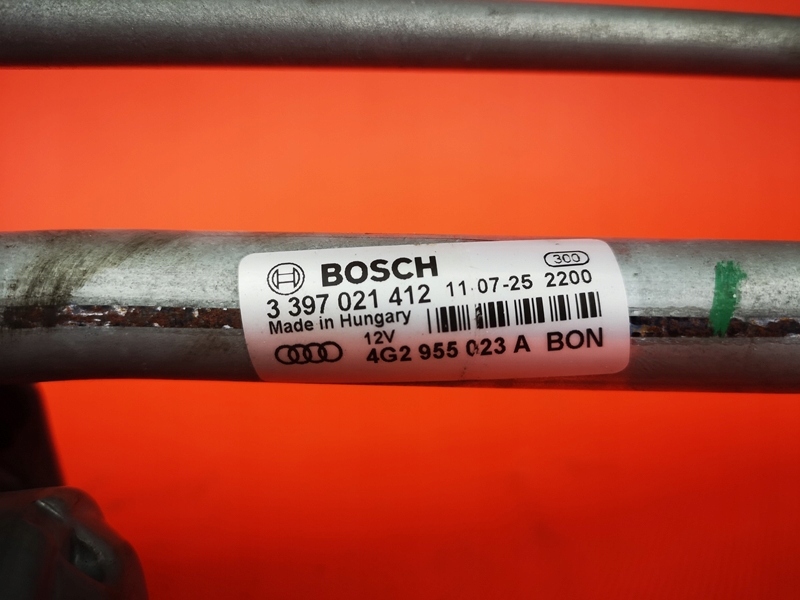 BOSCH 300
3 397 021 412 11 07-25 2200
Made in Hungary
12V
4G2 955 023 A BON